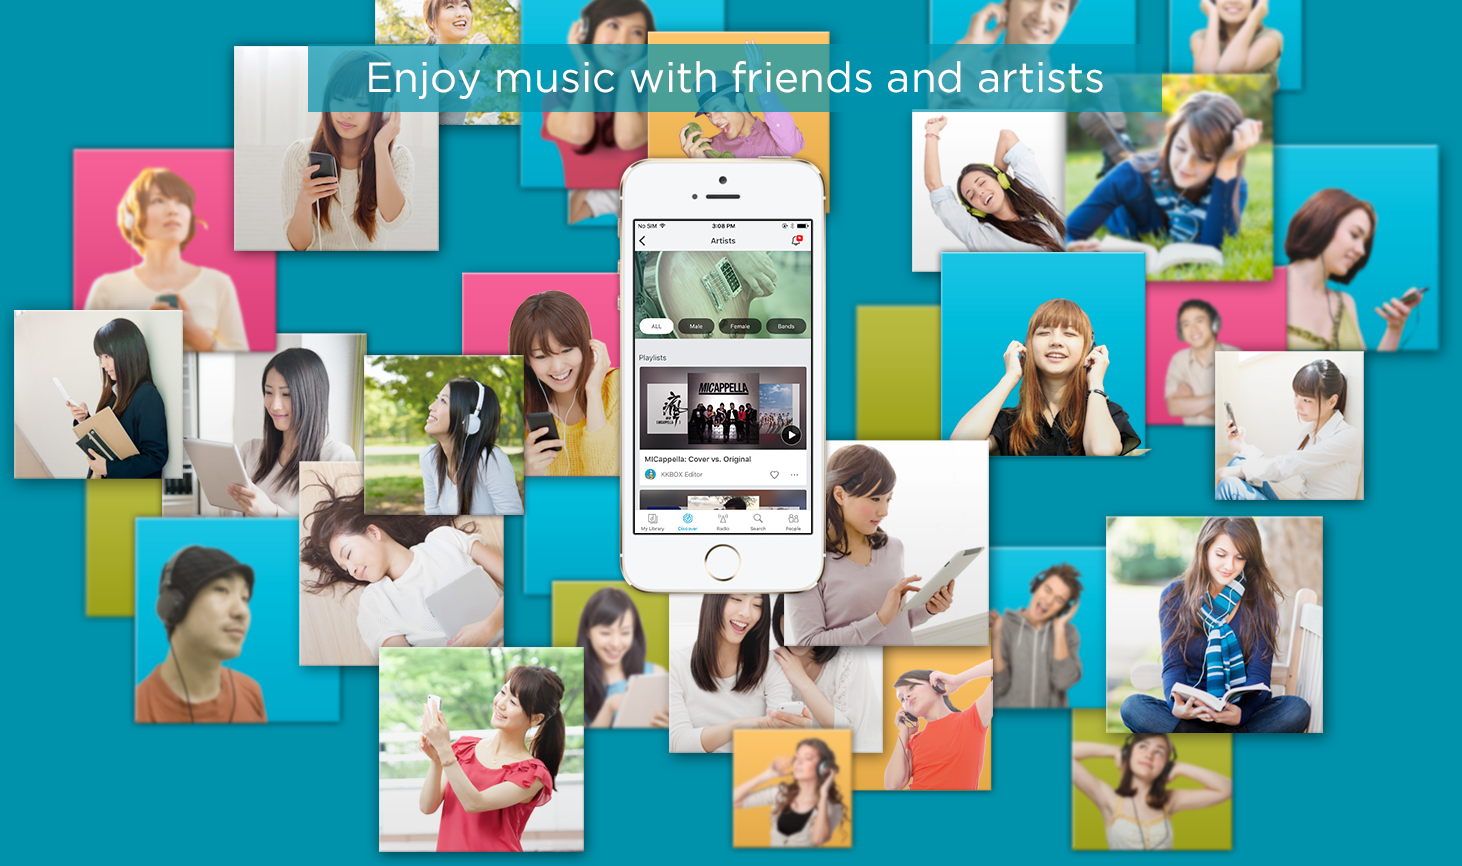 Enjoy music with friends and artists
No SIM
3:08 PM
Artists
ALL
Male
Female
Bands
Playlists
MICAPPELLA
MICappella: Cover vs. Original
KKBOX Editor
My Library
Discover
Radio
Search
People